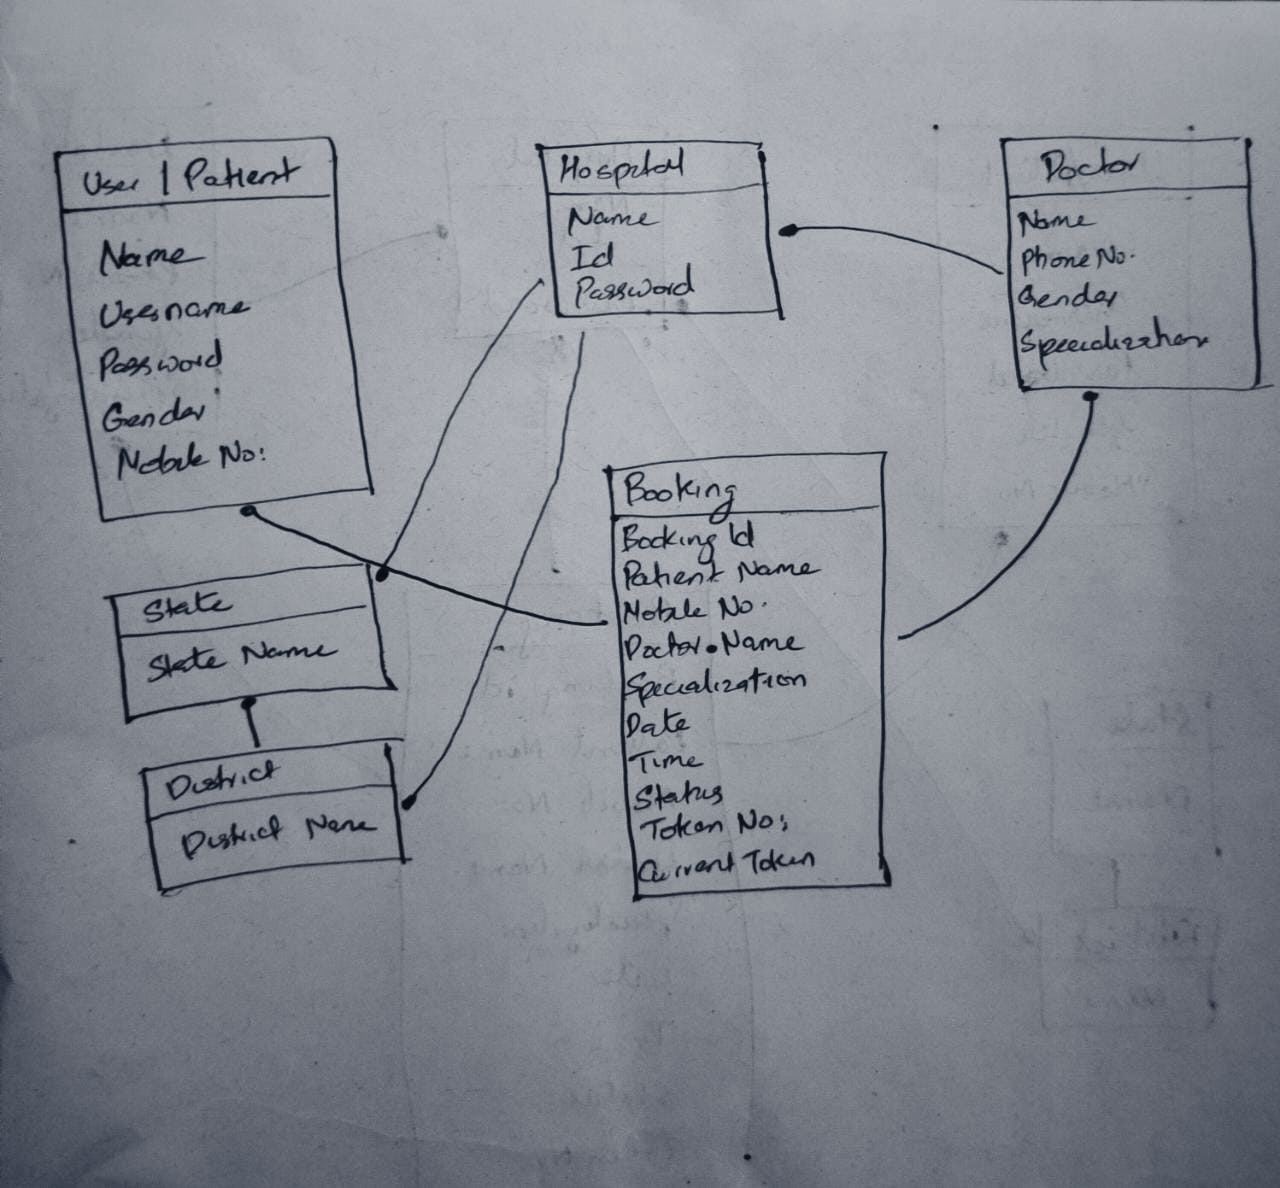 User | Patient
Name
Username
Password
Gender
Mobile No:
Hospital
Name
Id
Password
Doctor
Name
Phone No.
Gender
Specialization
Booking
Booking Id
Patient Name
Mobile No.
Doctor Name
Specialization
Date
Time
Status
Token No:
Current Token
State
State Name
District
District Name